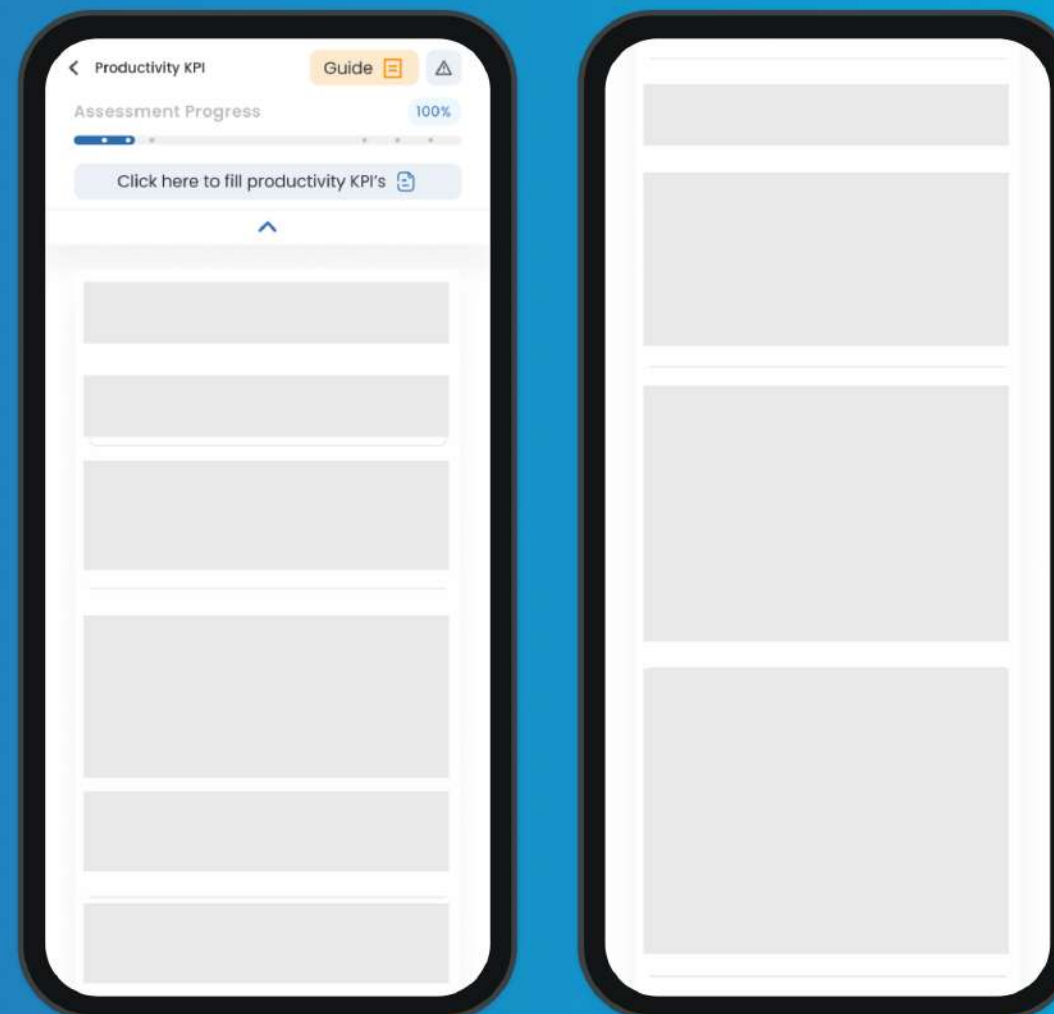 Productivity KPI
Guide
Assessment Progress
100%
Click here to fill productivity KPI's